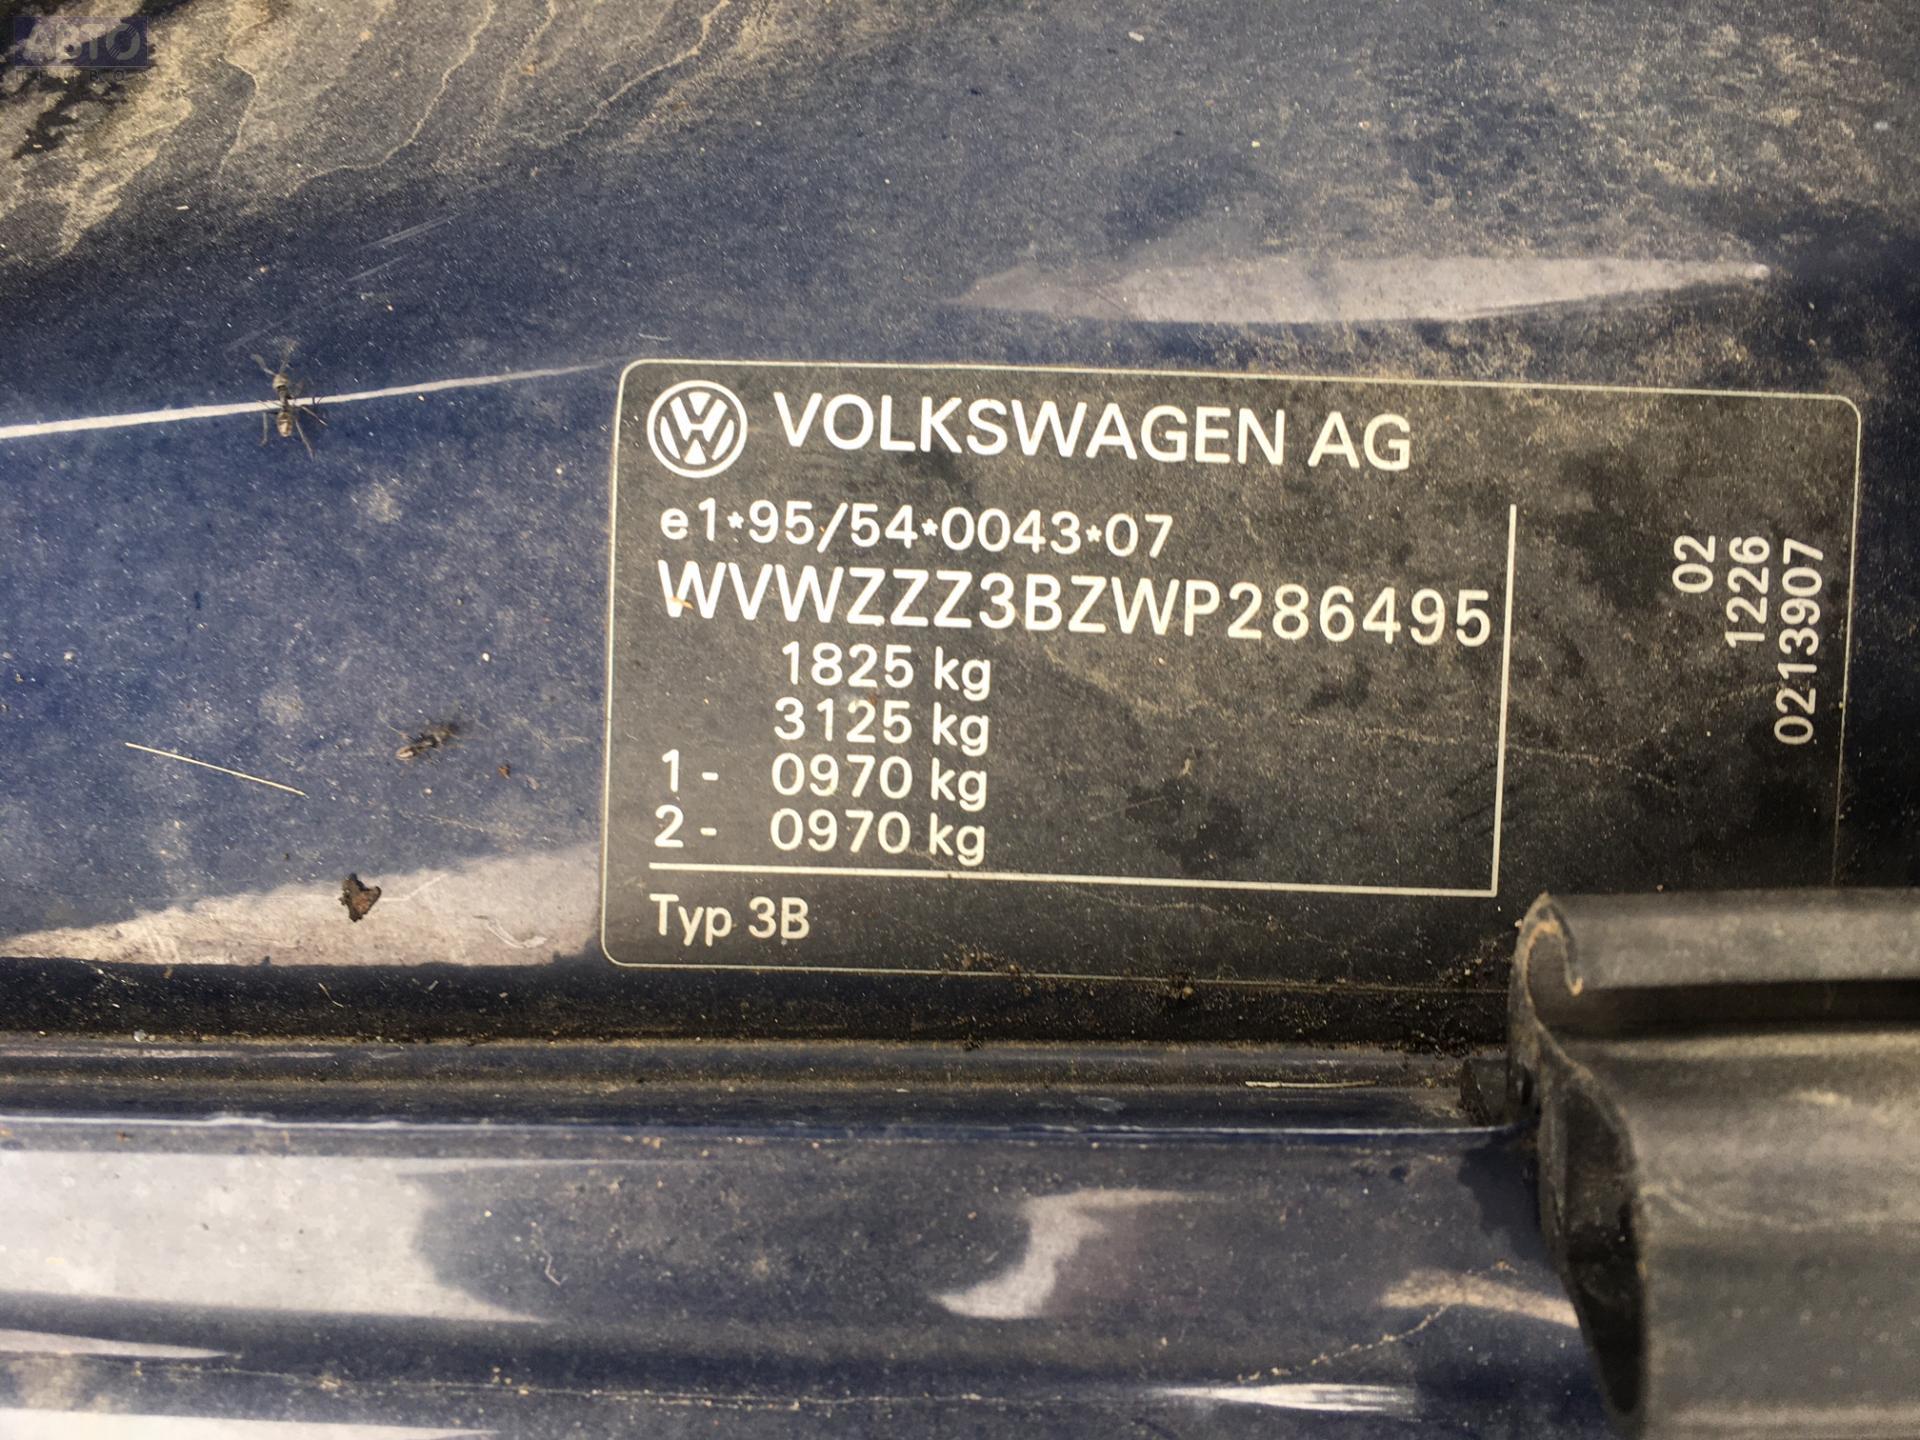 АВТО
VOLKSWAGEN AG
e1*95/54*0043*07
WVWZZZ3BZWP286495
1825 kg
3125 kg
1- 0970 kg
2- 0970 kg
Typ 3B
02
1226
0213907